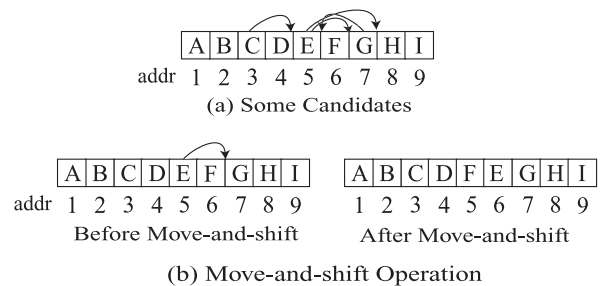 A B C D E F G H I
addr 1 2 3 4 5 6 7 8 9
(a) Some Candidates
A B C D E F G H I
addr 1 2 3 4 5 6 7 8 9
Before Move-and-shift
A B C D F E G H I
1 2 3 4 5 6 7 8 9
After Move-and-shift
(b) Move-and-shift Operation